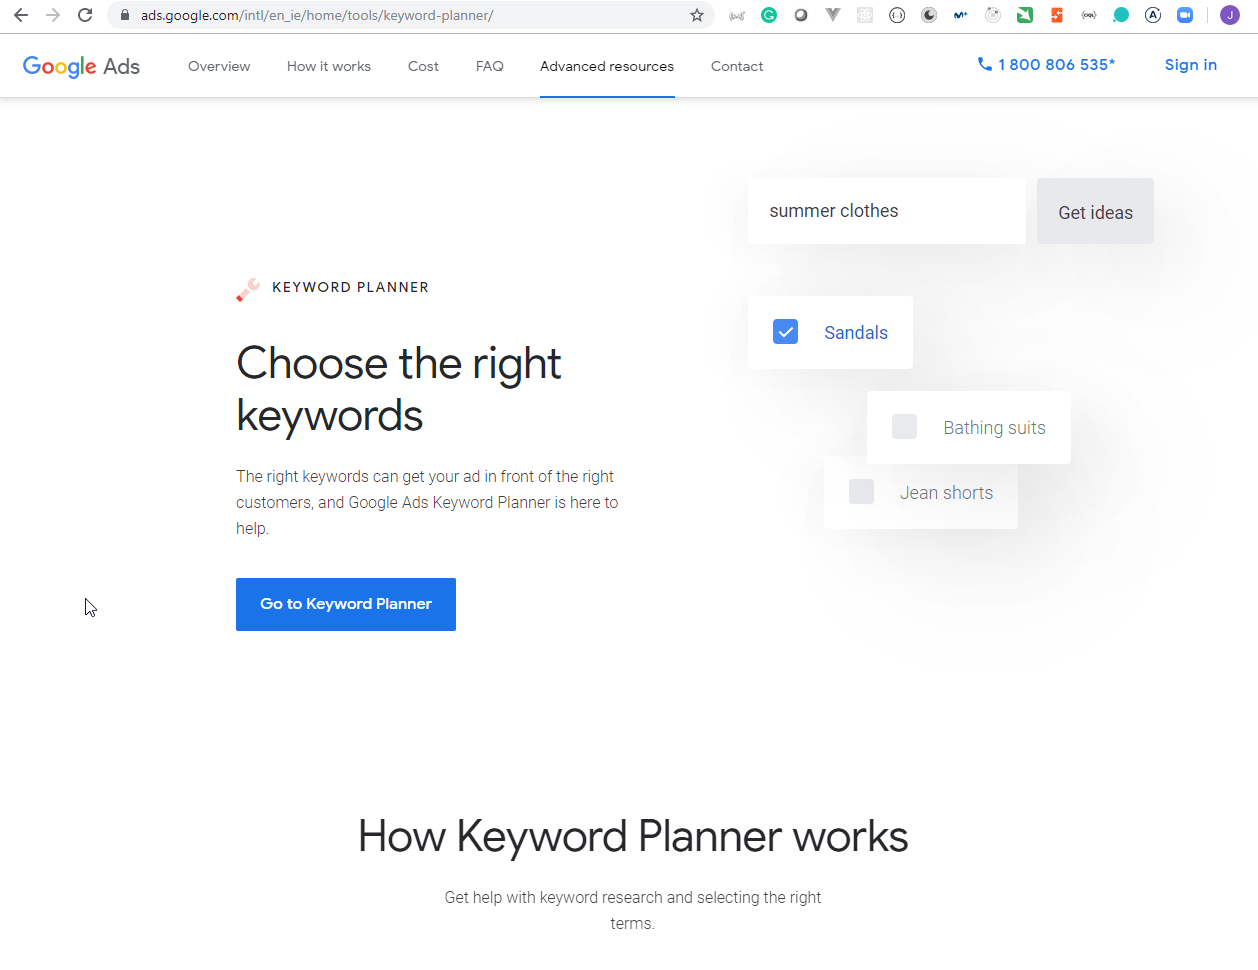 ads.google.com/intl/en_ie/home/tools/keyword-planner/
J
Google Ads
Overview
How it works
Cost
FAQ
Advanced resources
Contact
1 800 806 535*
Sign in
summer clothes
Get ideas
KEYWORD PLANNER
Sandals
Choose the right
keywords
Bathing suits
Jean shorts
The right keywords can get your ad in front of the right
customers, and Google Ads Keyword Planner is here to
help.
Go to Keyword Planner
How Keyword Planner works
Get help with keyword research and selecting the right
terms.